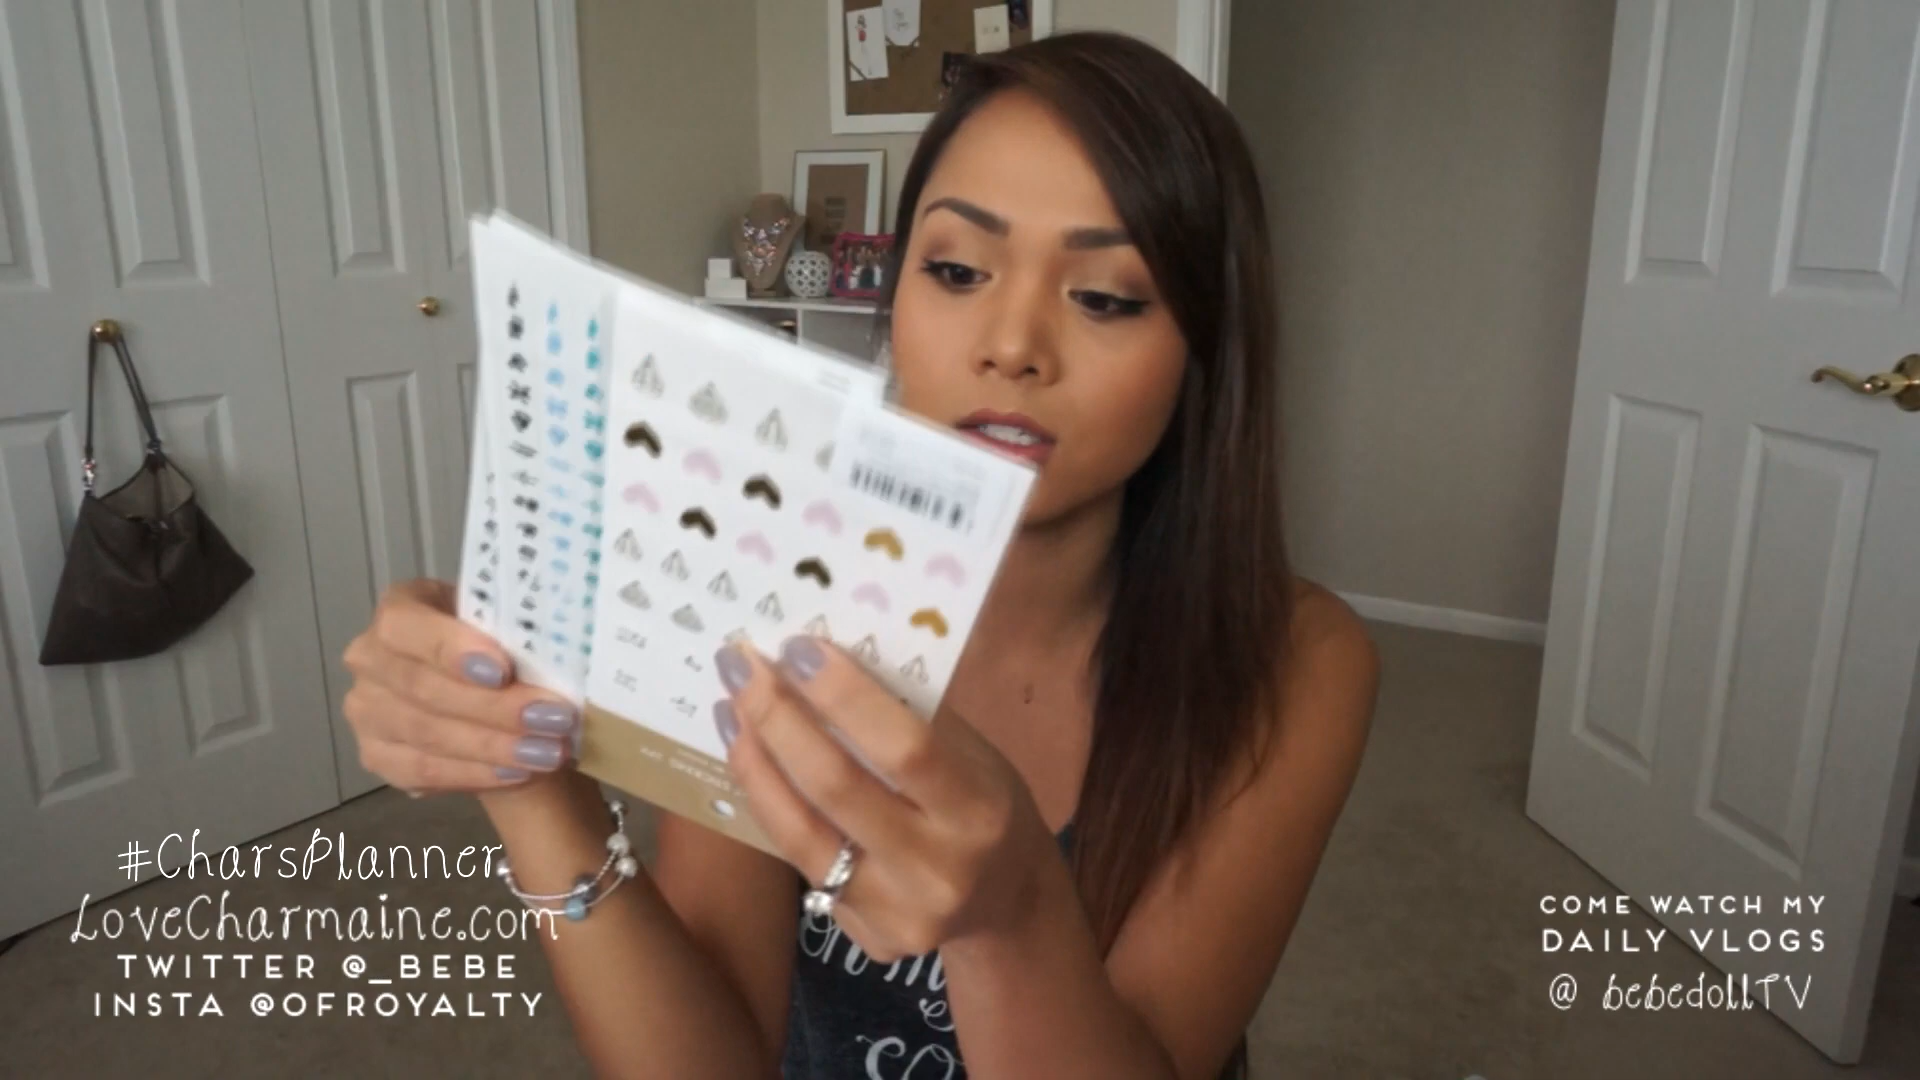 #CharsPlanner
LoveCharmaine.com
TWITTER @_BEBE
INSTA @OFROYALTY
COME WATCH MY
DAILY VLOGS
@ bebedollTV